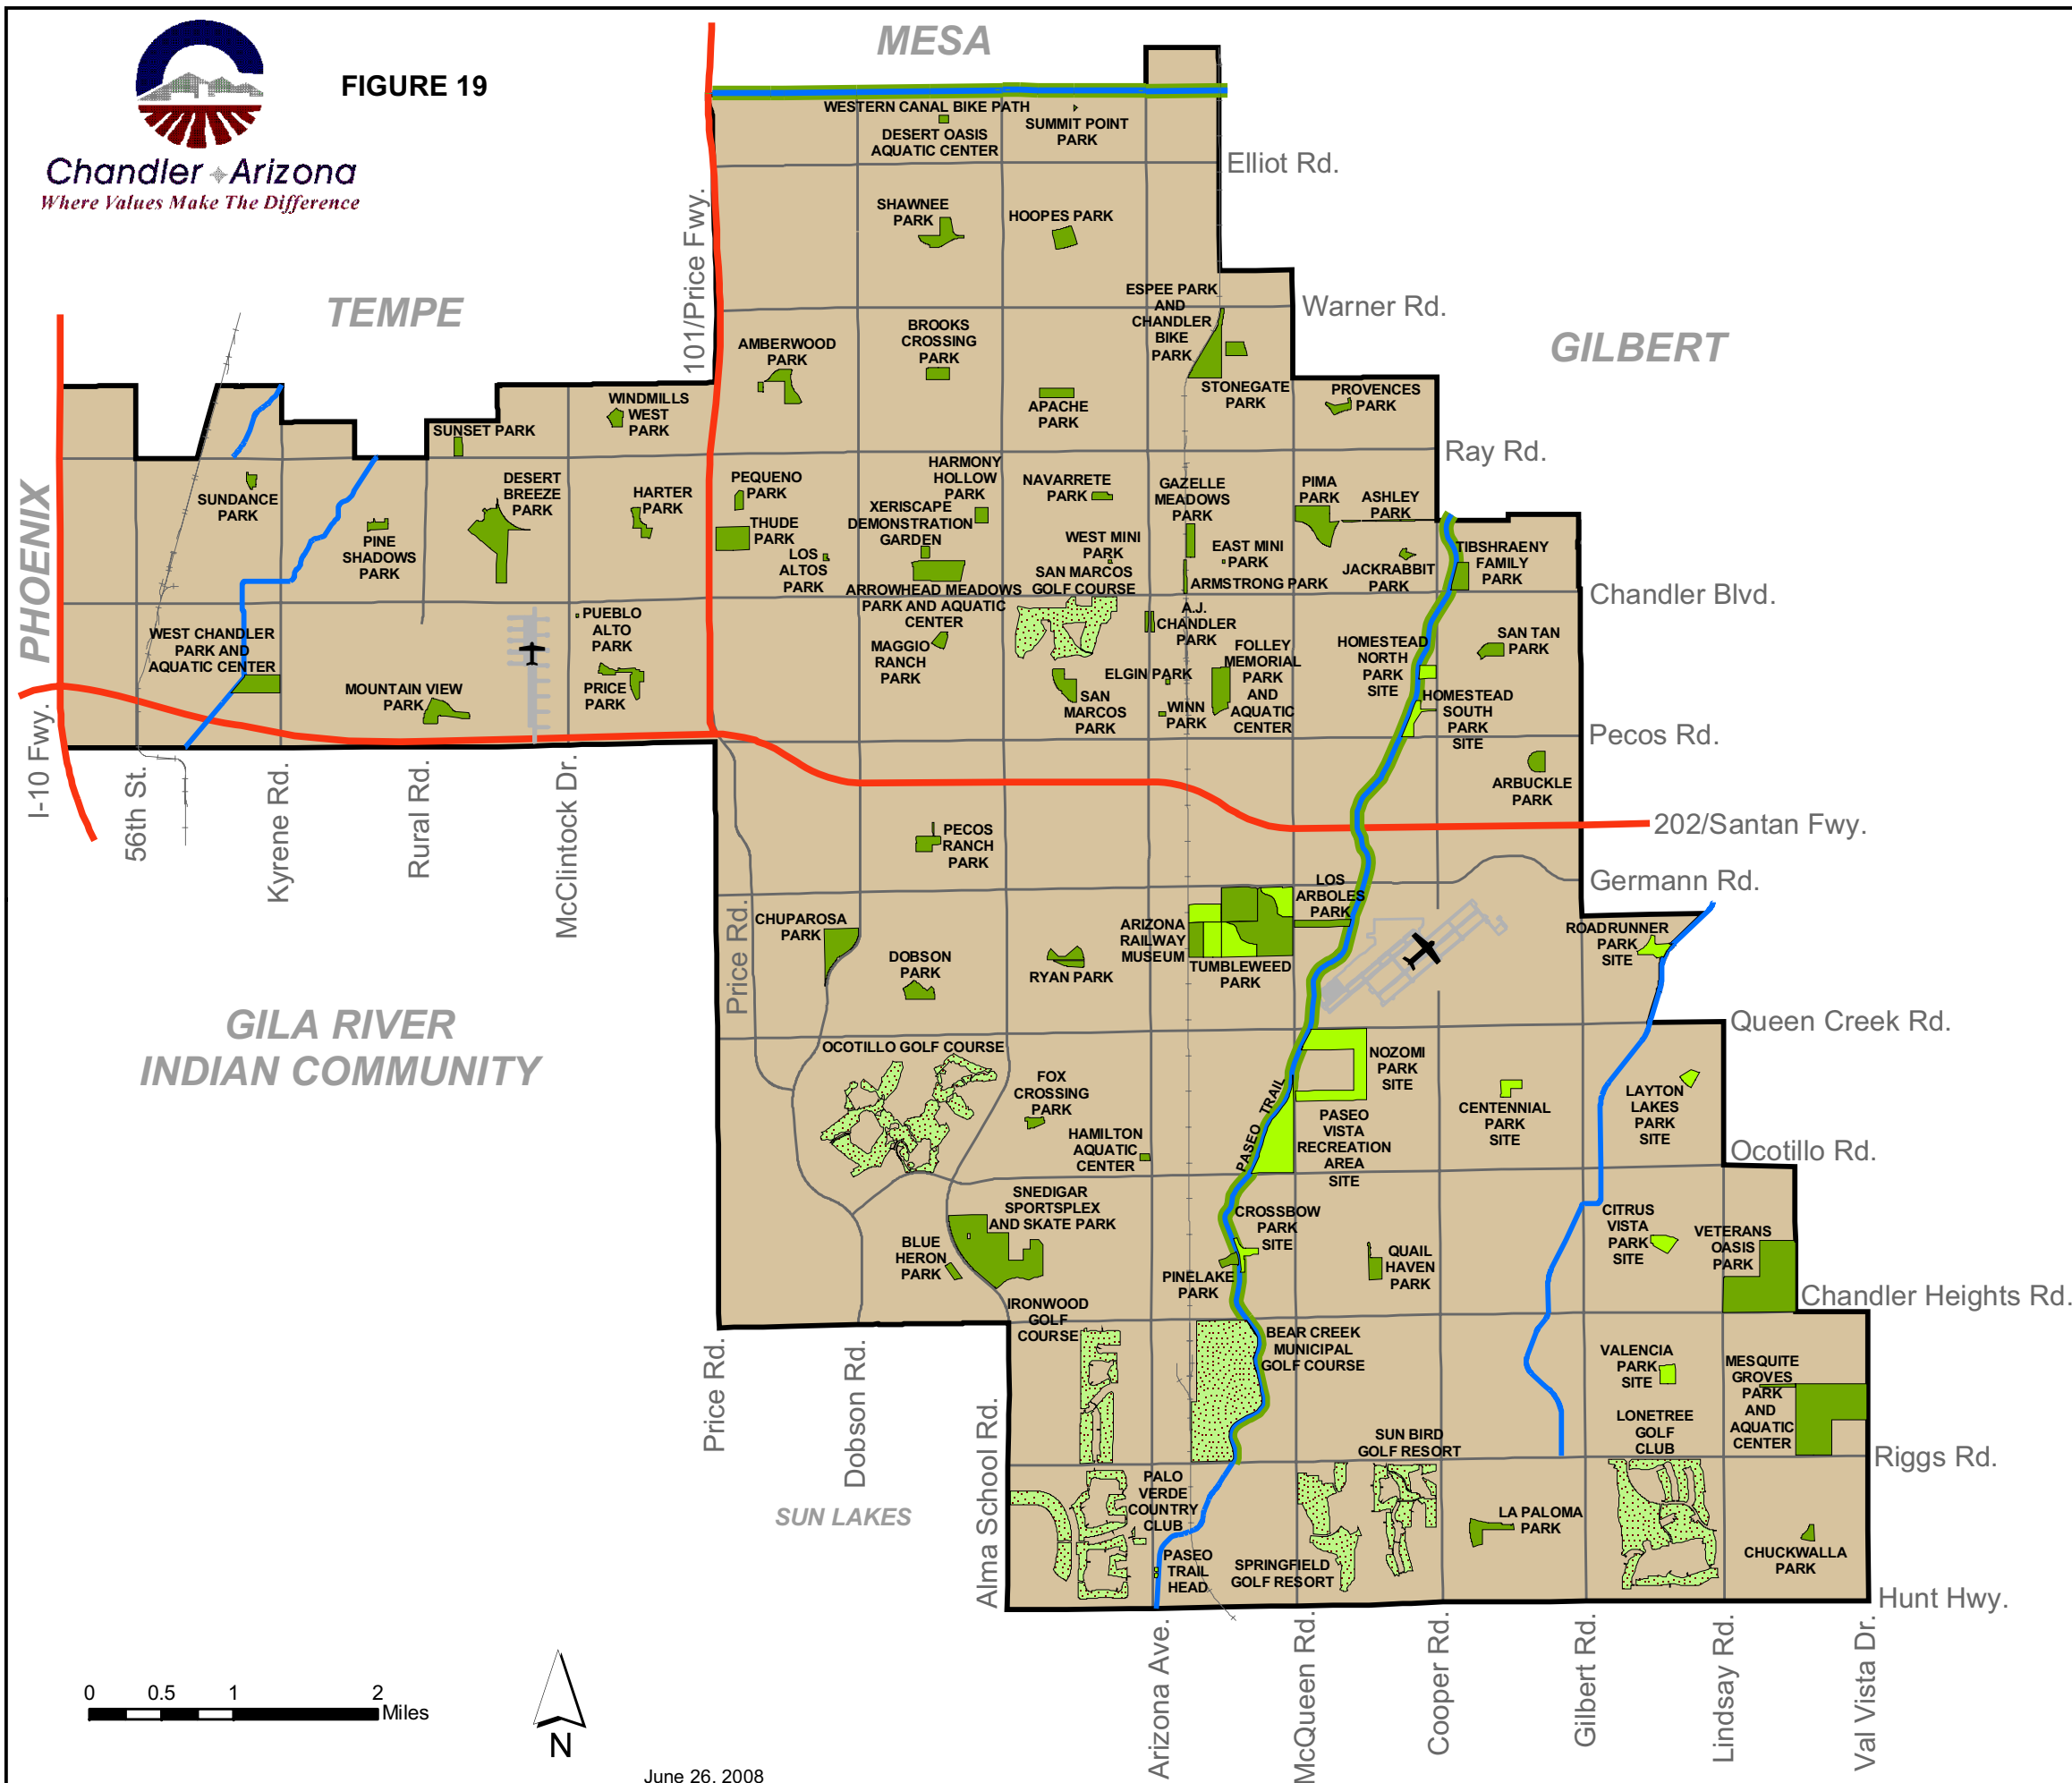 FIGURE 19
Chandler Arizona
Where Values Make The Difference
MESA
TEMPE
GILBERT
PHOENIX
GILA RIVER
INDIAN COMMUNITY
SUN LAKES
WESTERN CANAL BIKE PATH
DESERT OASIS
AQUATIC CENTER
SUMMIT POINT
PARK
Elliot Rd.
101/Price Fwy.
SHAWNEE
PARK
HOOPES PARK
ESPEE PARK
AND
CHANDLER
BIKE
PARK
Warner Rd.
AMBERWOOD
PARK
BROOKS
CROSSING
PARK
APACHE
PARK
STONEGATE
PARK
PROVENCES
PARK
WINDMILLS
WEST
PARK
SUNSET PARK
Ray Rd.
SUNDANCE
PARK
PINE
SHADOWS
PARK
DESERT
BREEZE
PARK
HARTER
PARK
PEQUENO
PARK
THUDE
PARK
LOS
ALTOS
PARK
HARMONY
HOLLOW
PARK
XERISCAPE
DEMONSTRATION
GARDEN
NAVARRETE
PARK
GAZELLE
MEADOWS
PARK
PIMA
PARK
ASHLEY
PARK
WEST MINI
PARK
EAST MINI
PARK
JACKRABBIT
PARK
TIBSHRAENY
FAMILY
PARK
ARROWHEAD MEADOWS
PARK AND AQUATIC
CENTER
SAN MARCOS
GOLF COURSE
ARMSTRONG PARK
Chandler Blvd.
WEST CHANDLER
PARK AND
AQUATIC CENTER
MOUNTAIN VIEW
PARK
PUEBLO
ALTO
PARK
PRICE
PARK
MAGGIO
RANCH
PARK
A.J.
CHANDLER
PARK
SAN
MARCOS
PARK
ELGIN PARK
WINN
PARK
FOLLEY
MEMORIAL
PARK
AND
AQUATIC
CENTER
HOMESTEAD
NORTH
PARK
SITE
HOMESTEAD
SOUTH
PARK
SITE
SAN TAN
PARK
Pecos Rd.
ARBUCKLE
PARK
I-10 Fwy.
56th St.
Kyrene Rd.
Rural Rd.
McClintock Dr.
202/Santan Fwy.
PECOS
RANCH
PARK
Germann Rd.
Price Rd.
CHUPAROSA
PARK
DOBSON
PARK
RYAN PARK
ARIZONA
RAILWAY
MUSEUM
TUMBLEWEED
PARK
LOS
ARBOLES
PARK
ROADRUNNER
PARK
SITE
Queen Creek Rd.
OCOTILLO GOLF COURSE
FOX
CROSSING
PARK
HAMILTON
AQUATIC
CENTER
PASEO TRAIL
NOZOMI
PARK
SITE
PASEO
VISTA
RECREATION
AREA
SITE
CENTENNIAL
PARK
SITE
LAYTON
LAKES
PARK
SITE
Ocotillo Rd.
SNEDIGAR
SPORTSPLEX
AND SKATE PARK
BLUE
HERON
PARK
CROSSBOW
PARK
SITE
PINELAKE
PARK
QUAIL
HAVEN
PARK
CITRUS
VISTA
PARK
SITE
VETERANS
OASIS
PARK
Chandler Heights Rd.
IRONWOOD
GOLF
COURSE
BEAR CREEK
MUNICIPAL
GOLF COURSE
VALENCIA
PARK
SITE
MESQUITE
GROVES
PARK
AND
AQUATIC
CENTER
SUN BIRD
GOLF RESORT
LONETREE
GOLF
CLUB
Riggs Rd.
PALO
VERDE
COUNTRY
CLUB
PASEO
TRAIL
HEAD
SPRINGFIELD
GOLF RESORT
LA PALOMA
PARK
CHUCKWALLA
PARK
Hunt Hwy.
Price Rd.
Dobson Rd.
Alma School Rd.
Arizona Ave.
McQueen Rd.
Cooper Rd.
Gilbert Rd.
Lindsay Rd.
Val Vista Dr.
0 0.5 1 2
Miles
N
June 26, 2008